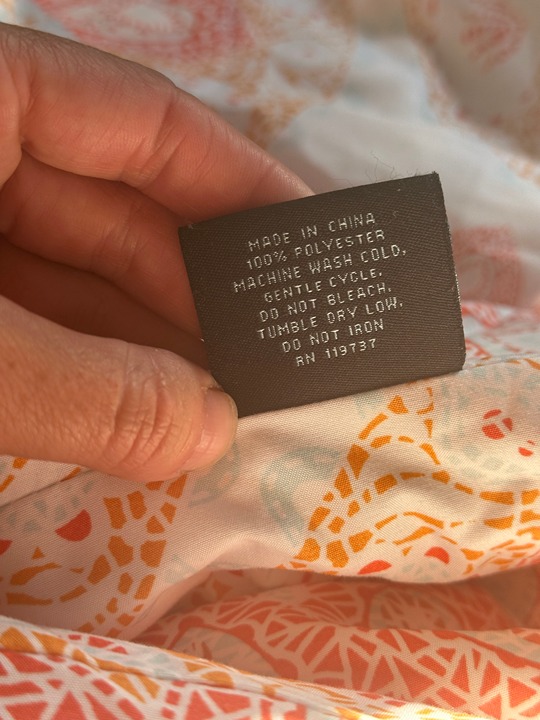 MADE IN CHINA
100% POLYESTER
MACHINE WASH COLD,
GENTLE CYCLE,
DO NOT BLEACH,
TUMBLE DRY LOW,
DO NOT IRON
RN 119737